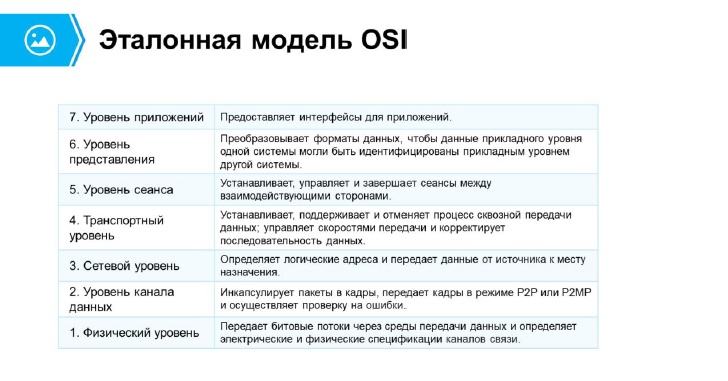 Эталонная модель OSI
7. Уровень приложений
Предоставляет интерфейсы для приложений.
6. Уровень
представления
Преобразовывает форматы данных, чтобы данные прикладного уровня
одной системы могли быть идентифицированы прикладным уровнем
другой системы.
5. Уровень сеанса
Устанавливает, управляет и завершает сеансы между
взаимодействующими сторонами.
4. Транспортный
уровень
Устанавливает, поддерживает и отменяет процесс сквозной передачи
данных; управляет скоростями передачи и корректирует
последовательность данных.
3. Сетевой уровень
Определяет логические адреса и передает данные от источника к месту
назначения.
2. Уровень канала
данных
Инкапсулирует пакеты в кадры, передает кадры в режиме P2P или P2MP
и осуществляет проверку на ошибки.
1. Физический уровень
Передает битовые потоки через среды передачи данных и определяет
электрические и физические спецификации каналов связи.